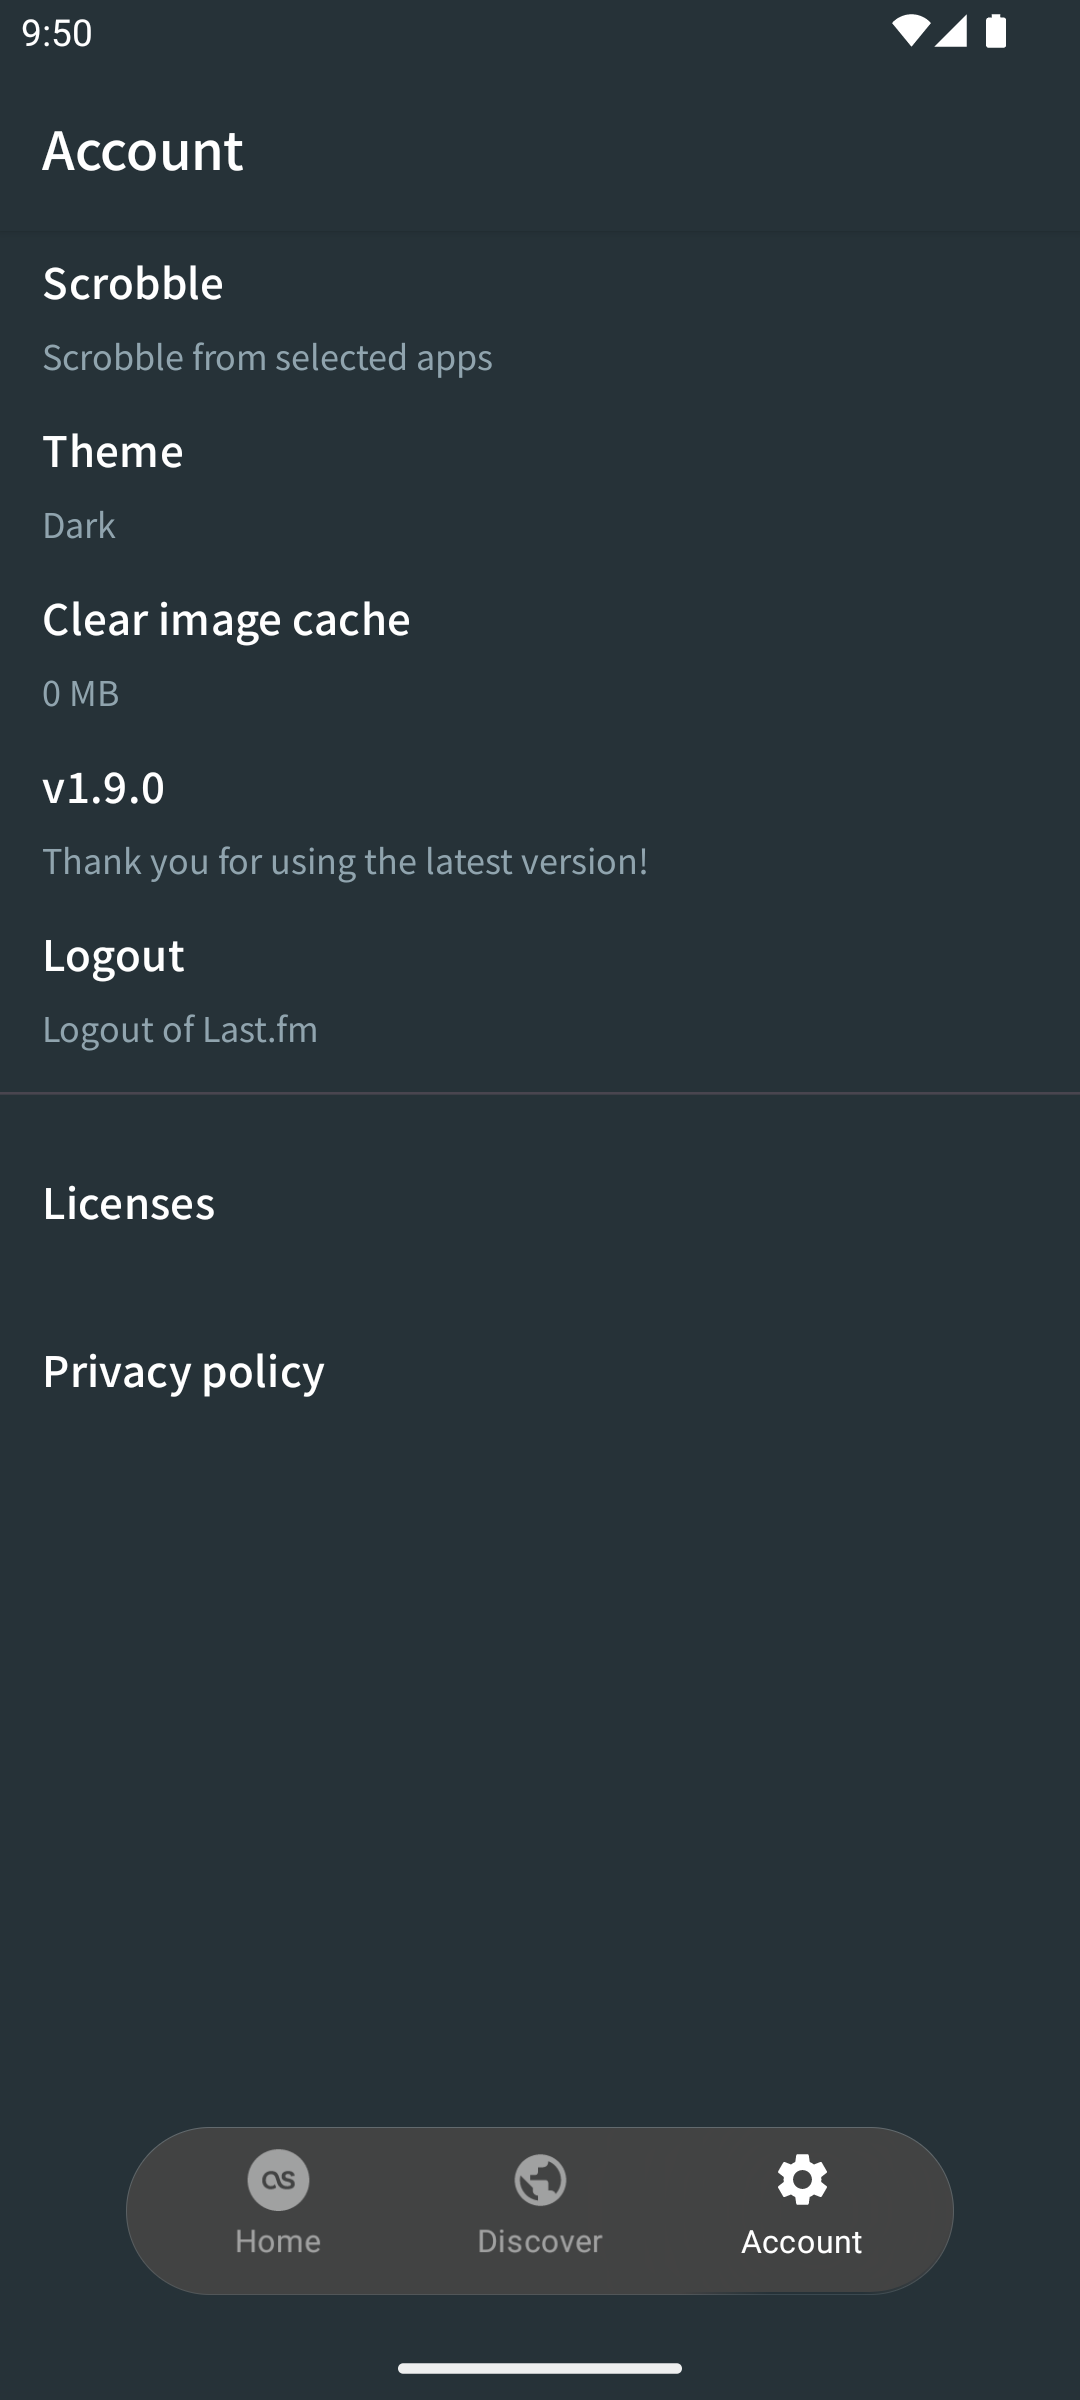 9:50
Account
Scrobble
Scrobble from selected apps
Theme
Dark
Clear image cache
0 MB
v1.9.0
Thank you for using the latest version!
Logout
Logout of Last.fm
Licenses
Privacy policy
as
Home
Discover
Account